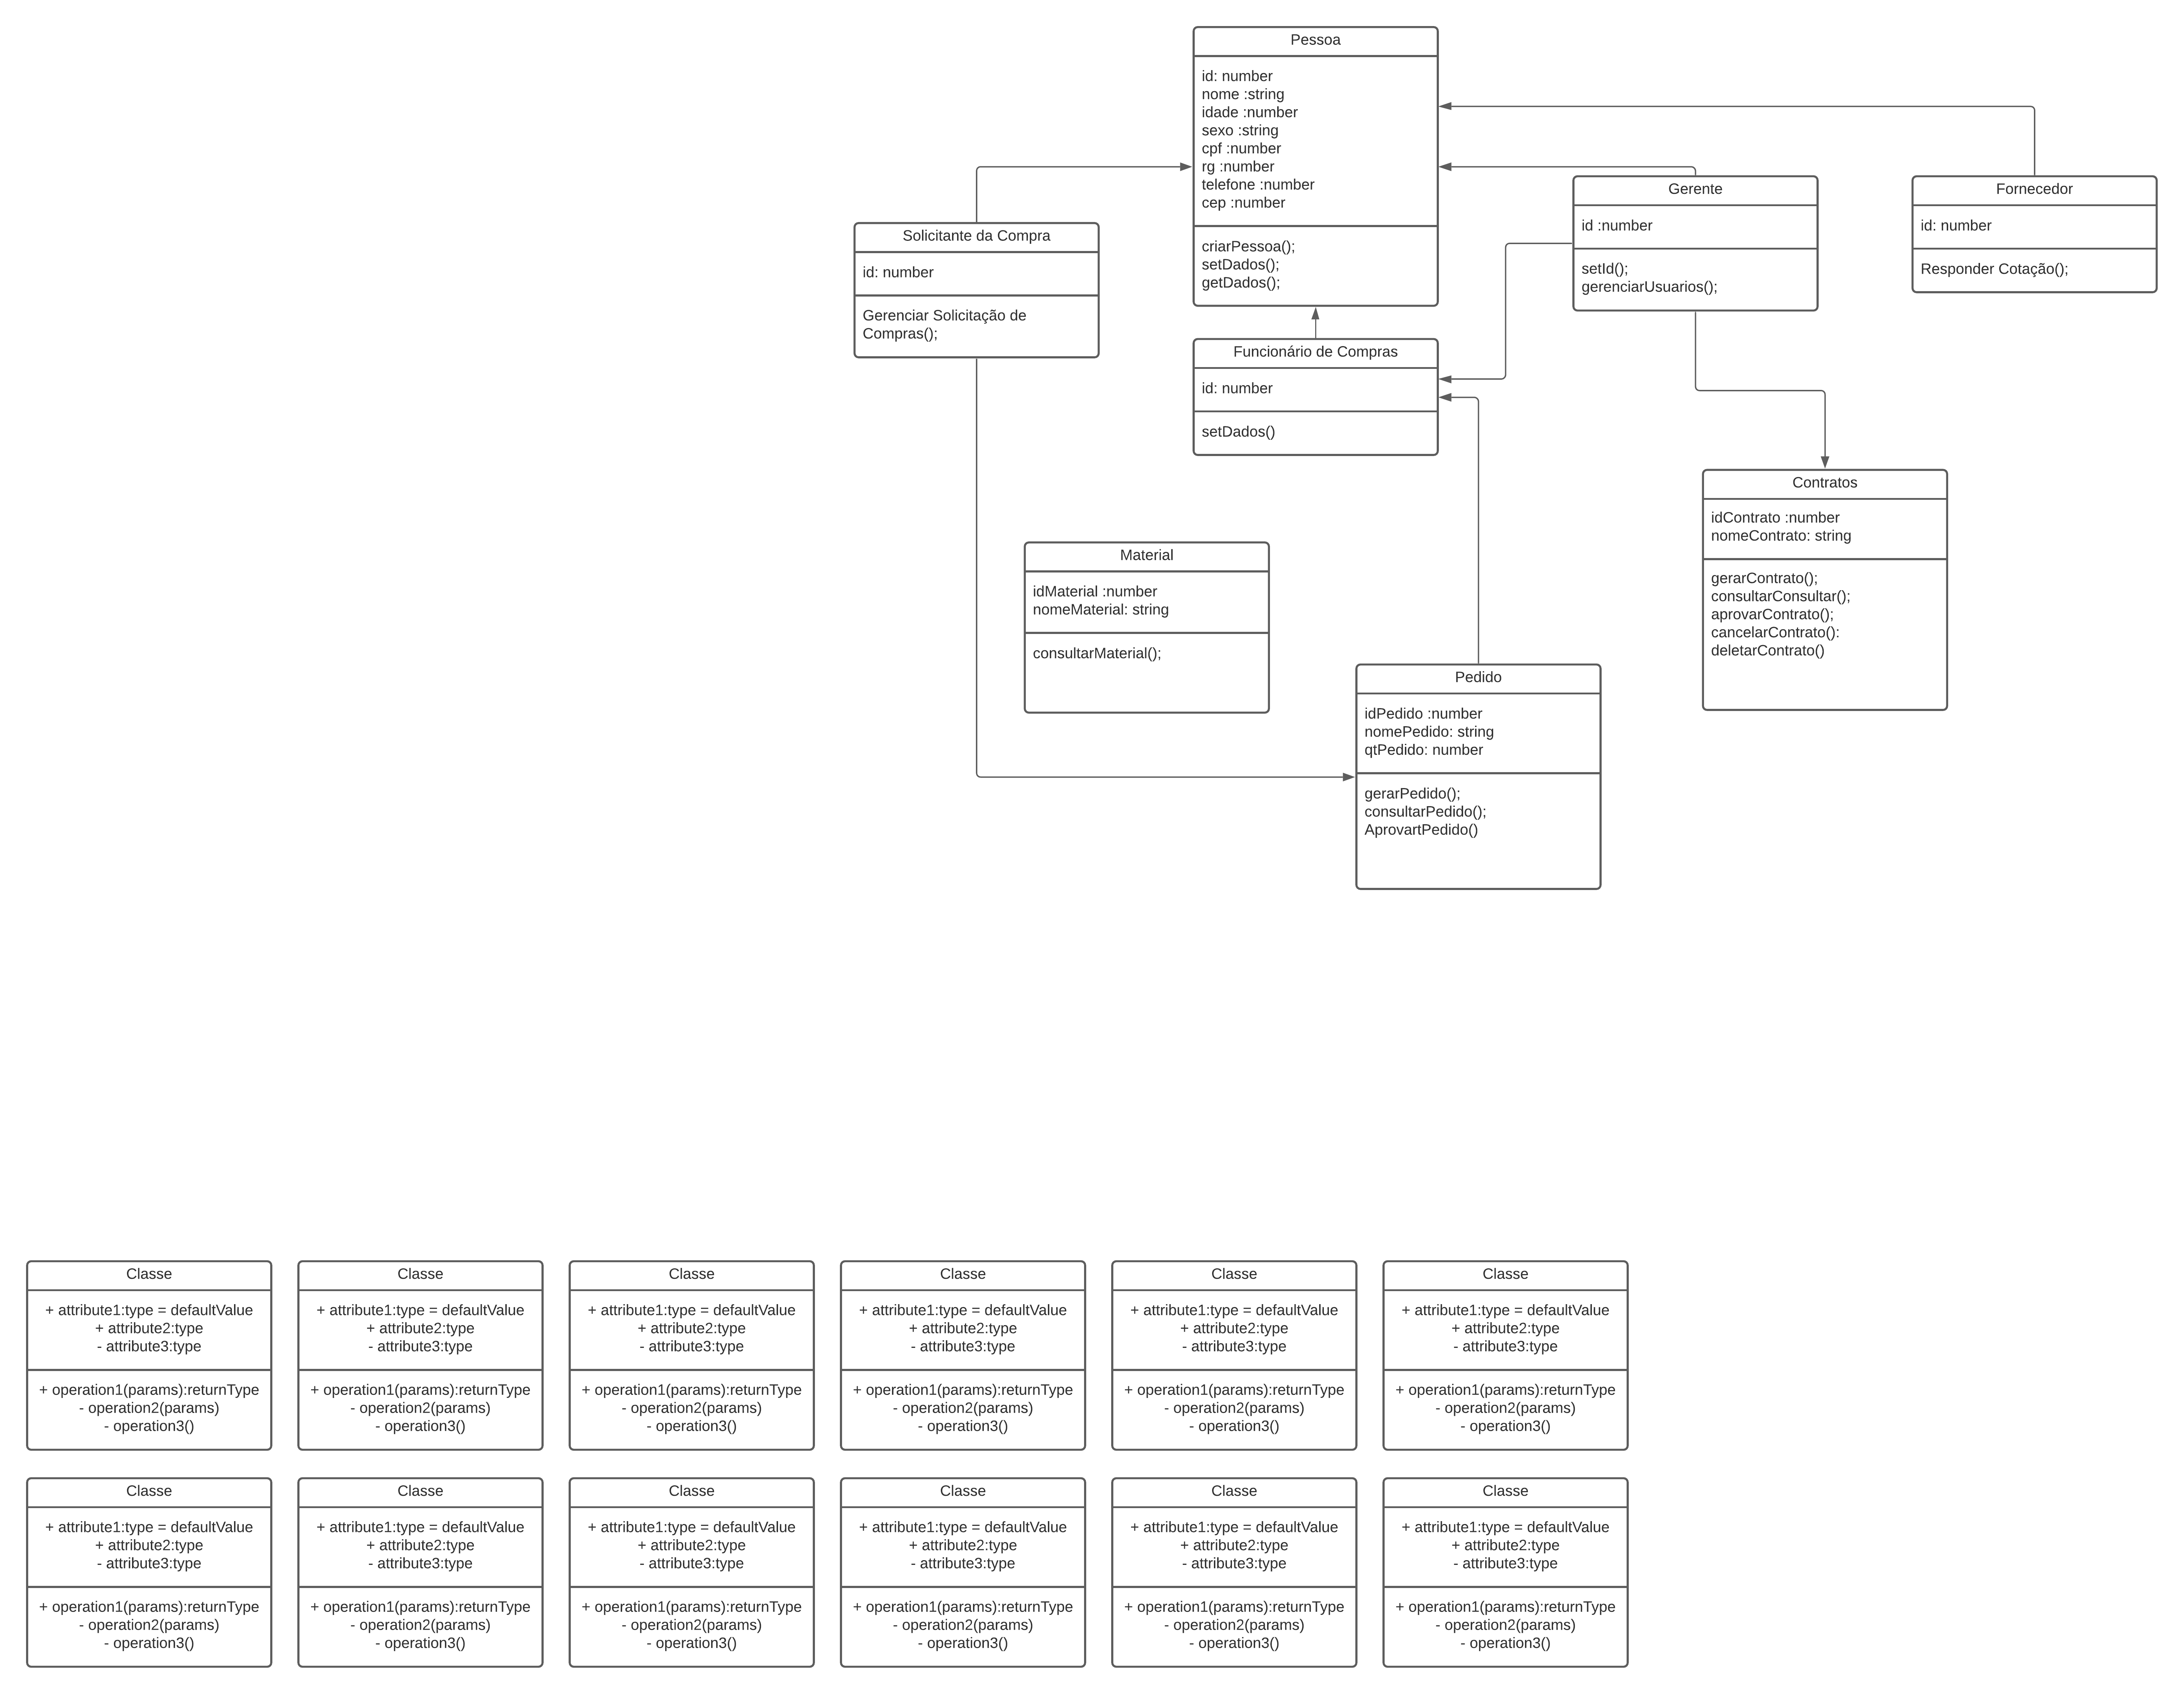 Pessoa
id: number
nome :string
idade :number
sexo :string
cpf :number
rg :number
telefone :number
cep :number
criarPessoa();
setDados();
getDados();
Gerente
id :number
setId();
gerenciarUsuarios();
Fornecedor
id: number
Responder Cotação();
Solicitante da Compra
id: number
Gerenciar Solicitação de
Compras();
Funcionário de Compras
id: number
setDados()
Contratos
idContrato :number
nomeContrato: string
gerarContrato();
consultarConsultar();
aprovarContrato();
cancelarContrato():
deletarContrato()
Material
idMaterial :number
nomeMaterial: string
consultarMaterial();
Pedido
idPedido :number
nomePedido: string
qtPedido: number
gerarPedido();
consultarPedido();
AprovartPedido()
Classe
+ attribute1:type = defaultValue
+ attribute2:type
- attribute3:type
+ operation1(params):returnType
- operation2(params)
- operation3()
Classe
+ attribute1:type = defaultValue
+ attribute2:type
- attribute3:type
+ operation1(params):returnType
- operation2(params)
- operation3()
Classe
+ attribute1:type = defaultValue
+ attribute2:type
- attribute3:type
+ operation1(params):returnType
- operation2(params)
- operation3()
Classe
+ attribute1:type = defaultValue
+ attribute2:type
- attribute3:type
+ operation1(params):returnType
- operation2(params)
- operation3()
Classe
+ attribute1:type = defaultValue
+ attribute2:type
- attribute3:type
+ operation1(params):returnType
- operation2(params)
- operation3()
Classe
+ attribute1:type = defaultValue
+ attribute2:type
- attribute3:type
+ operation1(params):returnType
- operation2(params)
- operation3()
Classe
+ attribute1:type = defaultValue
+ attribute2:type
- attribute3:type
+ operation1(params):returnType
- operation2(params)
- operation3()
Classe
+ attribute1:type = defaultValue
+ attribute2:type
- attribute3:type
+ operation1(params):returnType
- operation2(params)
- operation3()
Classe
+ attribute1:type = defaultValue
+ attribute2:type
- attribute3:type
+ operation1(params):returnType
- operation2(params)
- operation3()
Classe
+ attribute1:type = defaultValue
+ attribute2:type
- attribute3:type
+ operation1(params):returnType
- operation2(params)
- operation3()
Classe
+ attribute1:type = defaultValue
+ attribute2:type
- attribute3:type
+ operation1(params):returnType
- operation2(params)
- operation3()
Classe
+ attribute1:type = defaultValue
+ attribute2:type
- attribute3:type
+ operation1(params):returnType
- operation2(params)
- operation3()